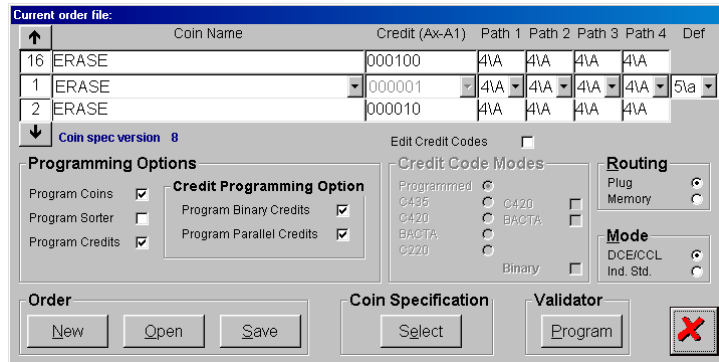 Current order file:
Coin Name Credit (Ax-A1) Path 1 Path 2 Path 3 Path 4 Def
16 ERASE 000100 4\A 4\A 4\A 4\A
1 ERASE 000001 4\A 4\A 4\A 4\A 5\a
2 ERASE 000010 4\A 4\A 4\A 4\A
Coin spec version 8
Edit Credit Codes
Programming Options
Program Coins
Program Sorter
Program Credits
Credit Programming Option
Program Binary Credits
Program Parallel Credits
Credit Code Modes
Programmed
C435
C420
BACTA
C220
C420
BACTA
Binary
Routing
Plug
Memory
Mode
DCE/CCL
Ind. Std.
Order
New Open Save
Coin Specification
Select
Validator
Program